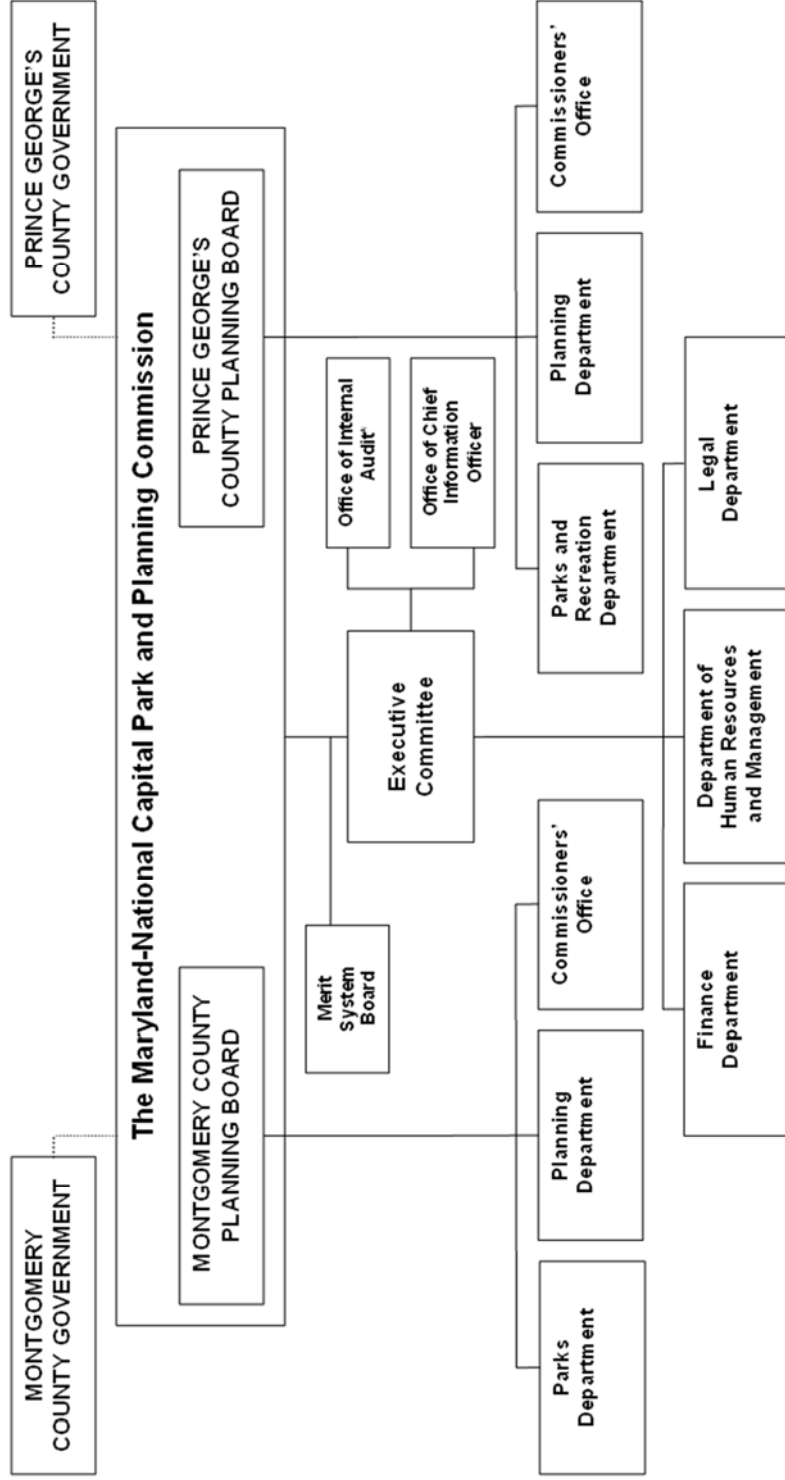 MONTGOMERY
COUNTY GOVERNMENT
PRINCE GEORGE'S
COUNTY GOVERNMENT
The Maryland-National Capital Park and Planning Commission
MONTGOMERY COUNTY
PLANNING BOARD
PRINCE GEORGE'S
COUNTY PLANNING BOARD
Merit
System
Board
Executive
Committee
Office of Internal
Audit*
Office of Chief
Information
Officer
Parks
Department
Planning
Department
Commissioners'
Office
Parks and
Recreation
Department
Planning
Department
Commissioners'
Office
Finance
Department
Department of
Human Resources
and Management
Legal
Department